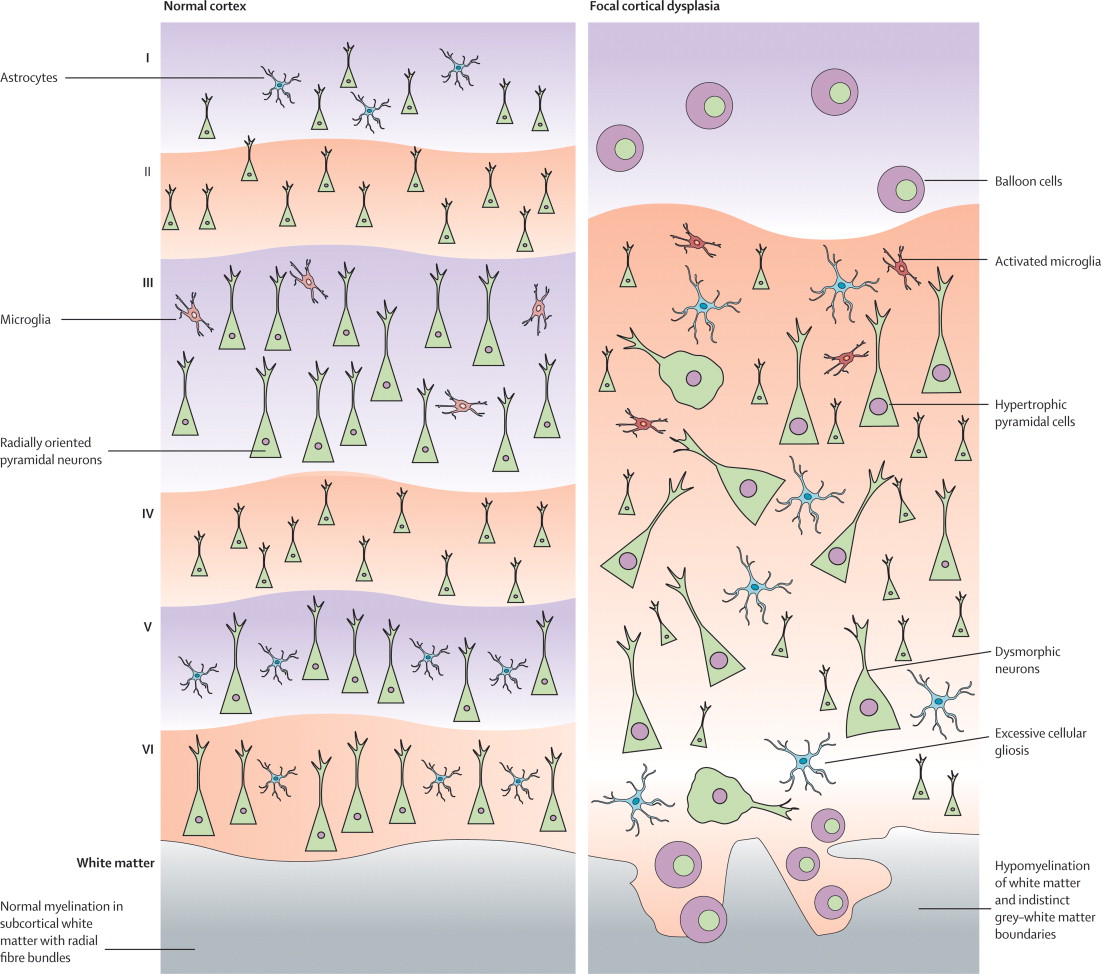 Normal cortex
Focal cortical dysplasia
I
Astrocytes
II
Balloon cells
Activated microglia
III
Microglia
Hypertrophic
pyramidal cells
Radially oriented
pyramidal neurons
IV
V
Dysmorphic
neurons
Excessive cellular
gliosis
VI
White matter
Hypomyelination
of white matter
and indistinct
grey–white matter
boundaries
Normal myelination in
subcortical white
matter with radial
fibre bundles